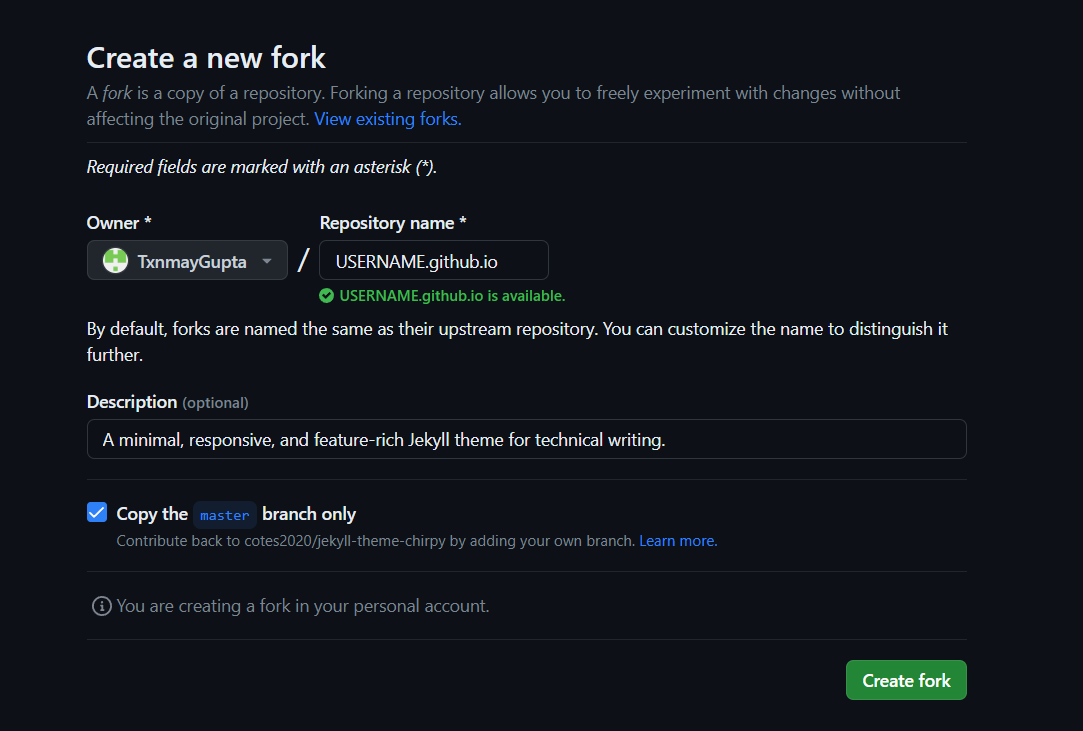 Create a new fork
A fork is a copy of a repository. Forking a repository allows you to freely experiment with changes without
affecting the original project. View existing forks.
Required fields are marked with an asterisk (*).
Owner * Repository name *
TxnmayGupta / USERNAME.github.io
USERNAME.github.io is available.
By default, forks are named the same as their upstream repository. You can customize the name to distinguish it
further.
Description (optional)
A minimal, responsive, and feature-rich Jekyll theme for technical writing.
Copy the master branch only
Contribute back to cotes2020/jekyll-theme-chirpy by adding your own branch. Learn more.
You are creating a fork in your personal account.
Create fork